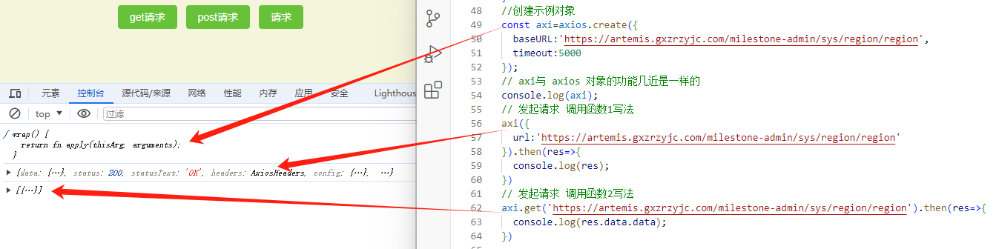 get请求 post请求 请求
元素 控制台 源代码/来源 网络 性能 内存 应用 安全 Lighthous
top ▼ 过滤
ƒ wrap() {
return fn.apply(thisArg, arguments);
}
▶ {data: {…}, status: 200, statusText: 'OK', headers: AxiosHeaders, config: {…}, …}
▶ [{…}]
48 //创建示例对象
49 const axi=axios.create({
50 baseURL:'https://artemis.gxzrzyjc.com/milestone-admin/sys/region/region',
51 timeout:5000
52 });
53 // axi与 axios 对象的功能几近是一样的
54 console.log(axi);
55 // 发起请求 调用函数1写法
56 axi({
57 url:'https://artemis.gxzrzyjc.com/milestone-admin/sys/region/region'
58 }).then(res=>{
59 console.log(res);
60 })
61 // 发起请求 调用函数2写法
62 axi.get('https://artemis.gxzrzyjc.com/milestone-admin/sys/region/region').then(res=>{
63 console.log(res.data.data);
64 })